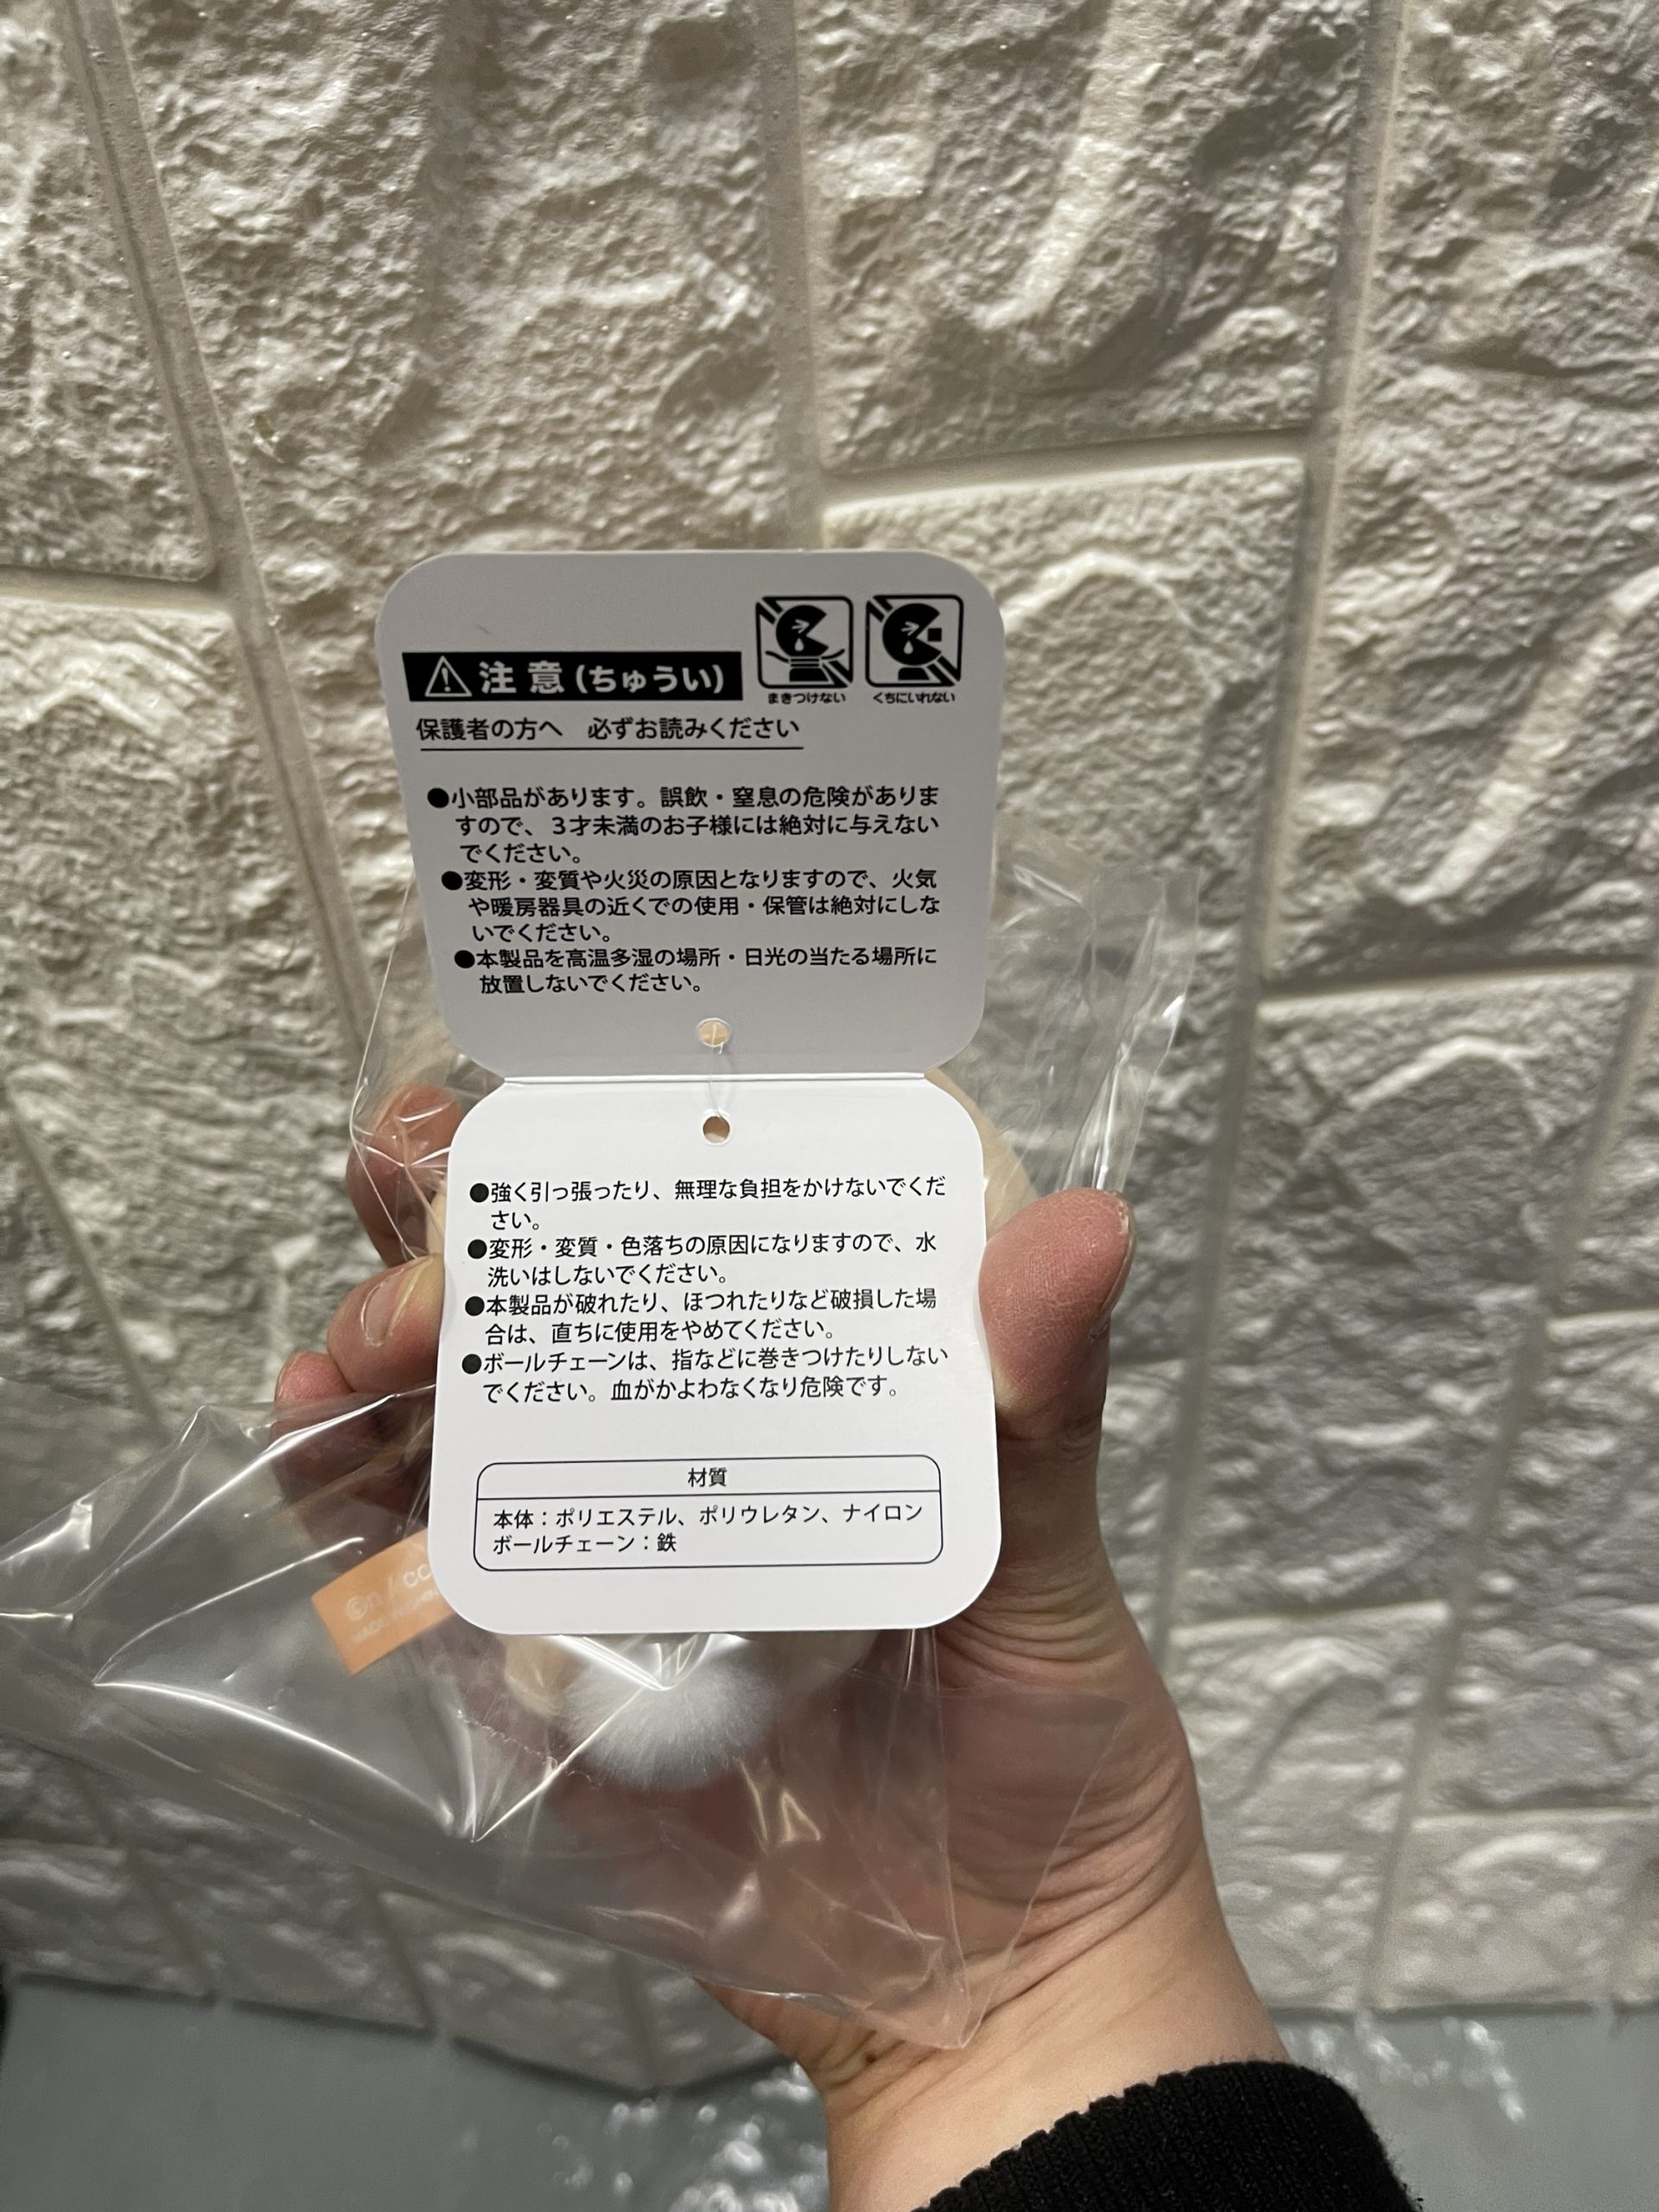 注意(ちゅうい)
まきつけない くちにいれない
保護者の方へ 必ずお読みください
●小部品があります。誤飲・窒息の危険がありま
すので、3才未満のお子様には絶対に与えない
でください。
●変形・変質や火災の原因となりますので、火気
や暖房器具の近くでの使用・保管は絶対にしな
いでください。
●本製品を高温多湿の場所・日光の当たる場所に
放置しないでください。
●強く引っ張ったり、無理な負担をかけないでくだ
さい。
●変形・変質・色落ちの原因になりますので、水
洗いはしないでください。
●本製品が破れたり、ほつれたりなど破損した場
合は、直ちに使用をやめてください。
●ボールチェーンは、指などに巻きつけたりしない
でください。血がかよわなくなり危険です。
材質
本体：ポリエステル、ポリウレタン、ナイロン
ボールチェーン：鉄